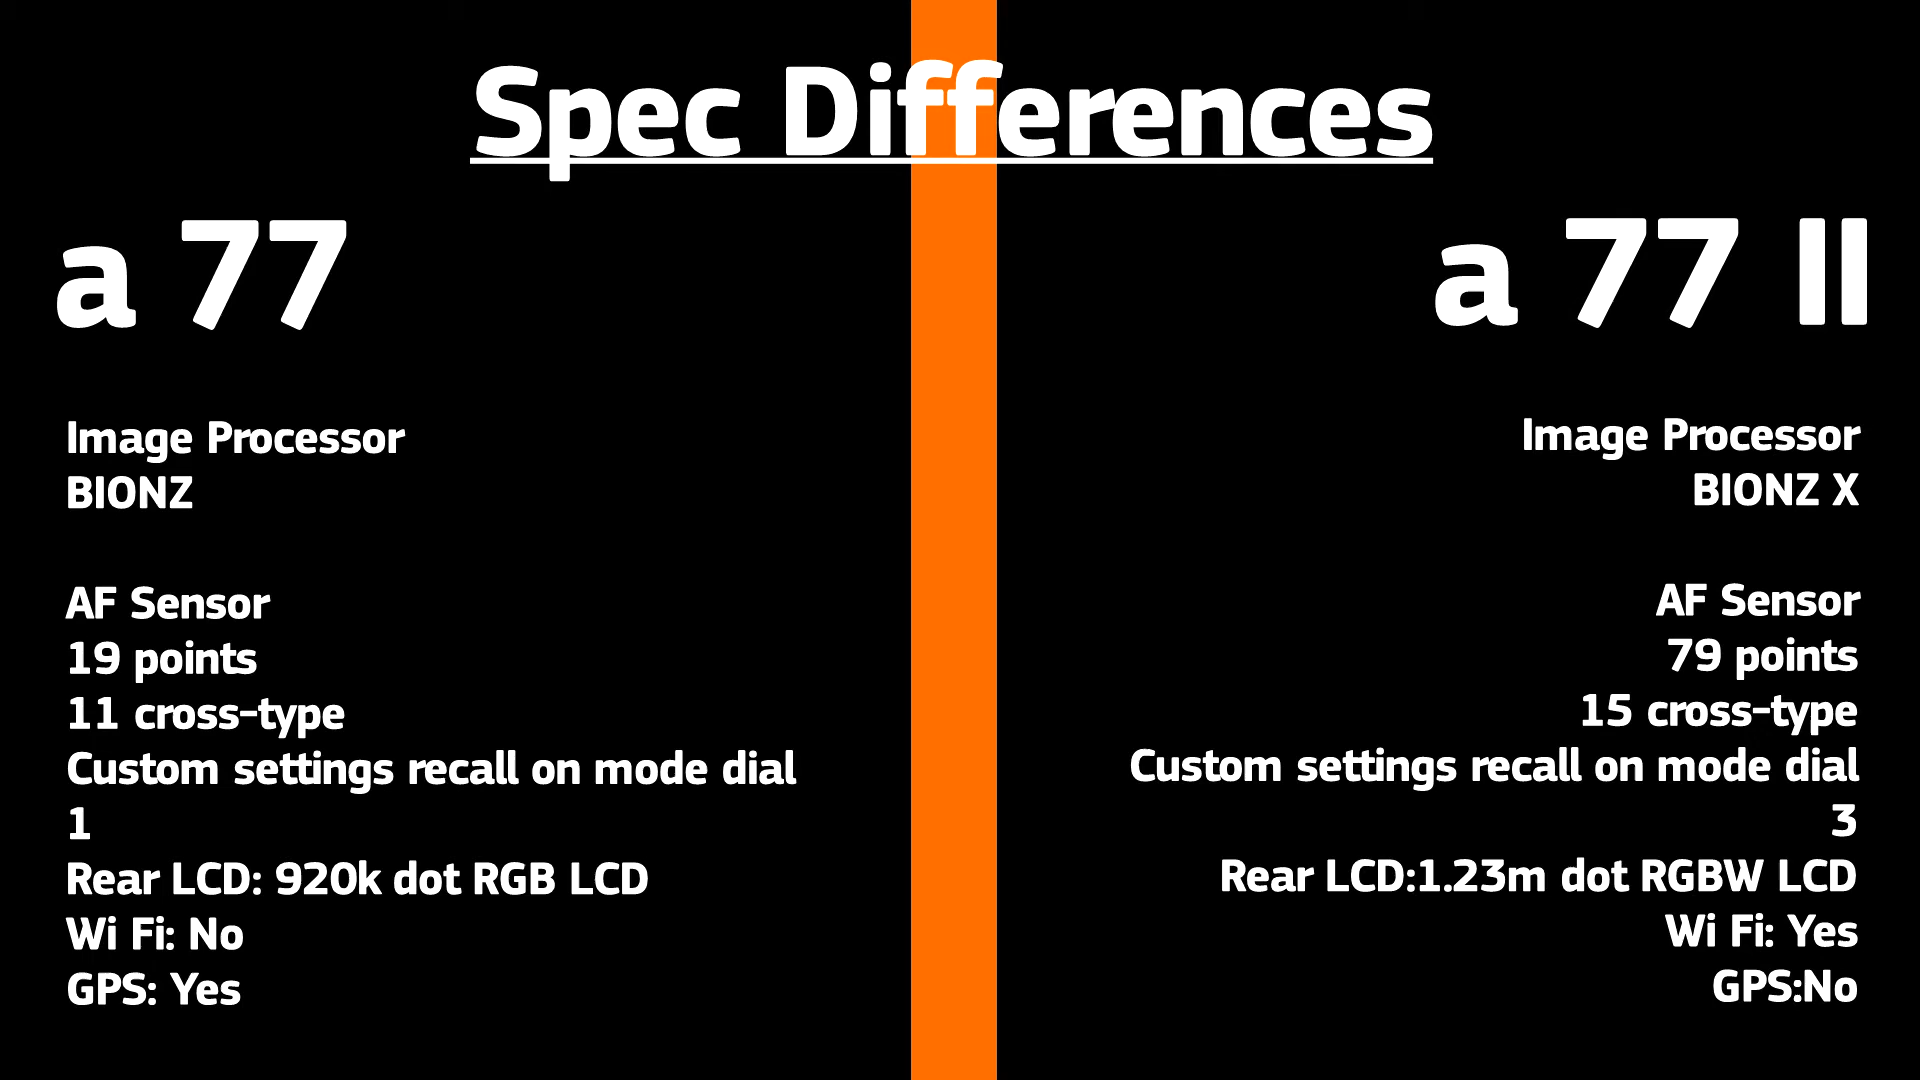 Spec Differences
a 77
Image Processor
BIONZ
AF Sensor
19 points
11 cross-type
Custom settings recall on mode dial
1
Rear LCD: 920k dot RGB LCD
Wi Fi: No
GPS: Yes
a 77 II
Image Processor
BIONZ X
AF Sensor
79 points
15 cross-type
Custom settings recall on mode dial
3
Rear LCD:1.23m dot RGBW LCD
Wi Fi: Yes
GPS:No